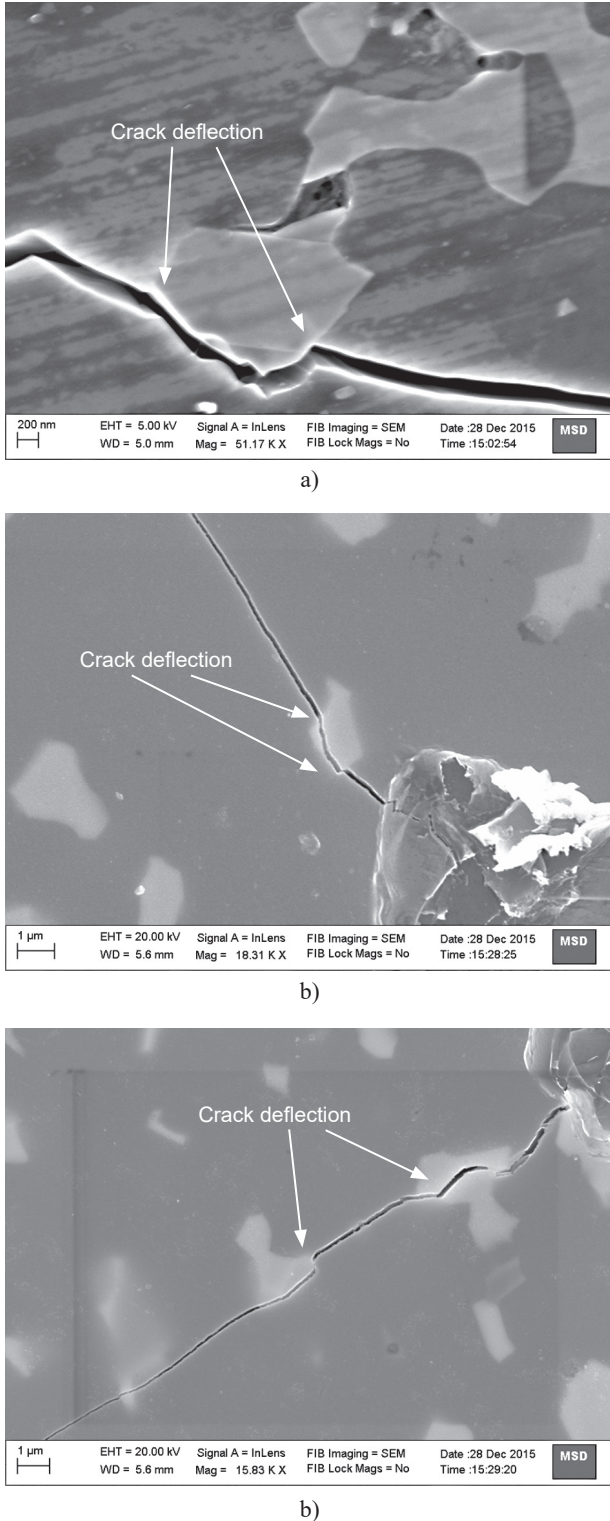 Crack deflection
200 nm
EHT = 5.00 kV Signal A = InLens FIB Imaging = SEM Date :28 Dec 2015 MSD
WD = 5.0 mm Mag = 51.17 K X FIB Lock Mags = No Time :15:02:54
a)
Crack deflection
1 µm
EHT = 20.00 kV Signal A = InLens FIB Imaging = SEM Date :28 Dec 2015 MSD
WD = 5.6 mm Mag = 18.31 K X FIB Lock Mags = No Time :15:28:25
b)
Crack deflection
1 µm
EHT = 20.00 kV Signal A = InLens FIB Imaging = SEM Date :28 Dec 2015 MSD
WD = 5.6 mm Mag = 15.83 K X FIB Lock Mags = No Time :15:29:20
b)